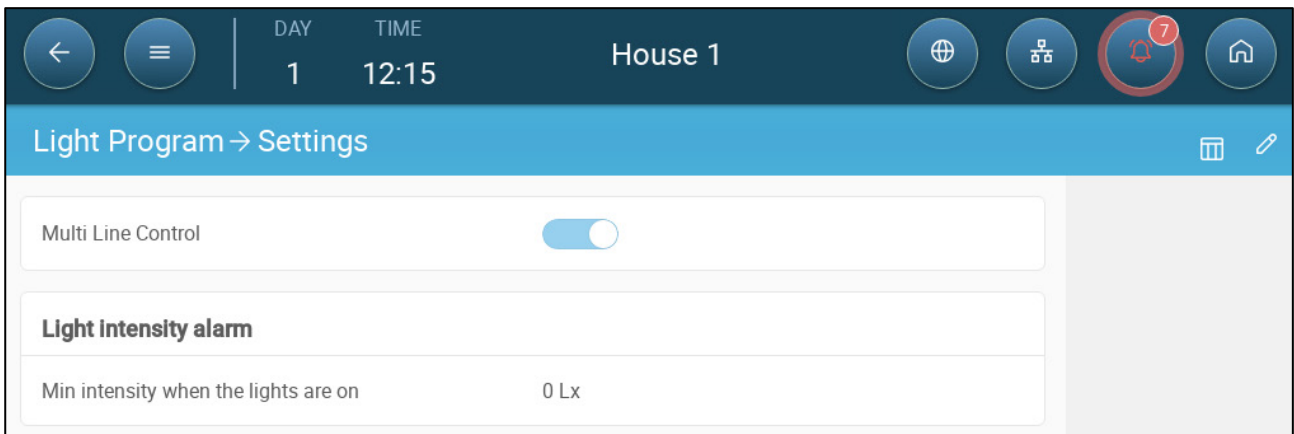 DAY TIME
1 12:15
House 1
7
Light Program → Settings
Multi Line Control
Light intensity alarm
Min intensity when the lights are on 0 Lx